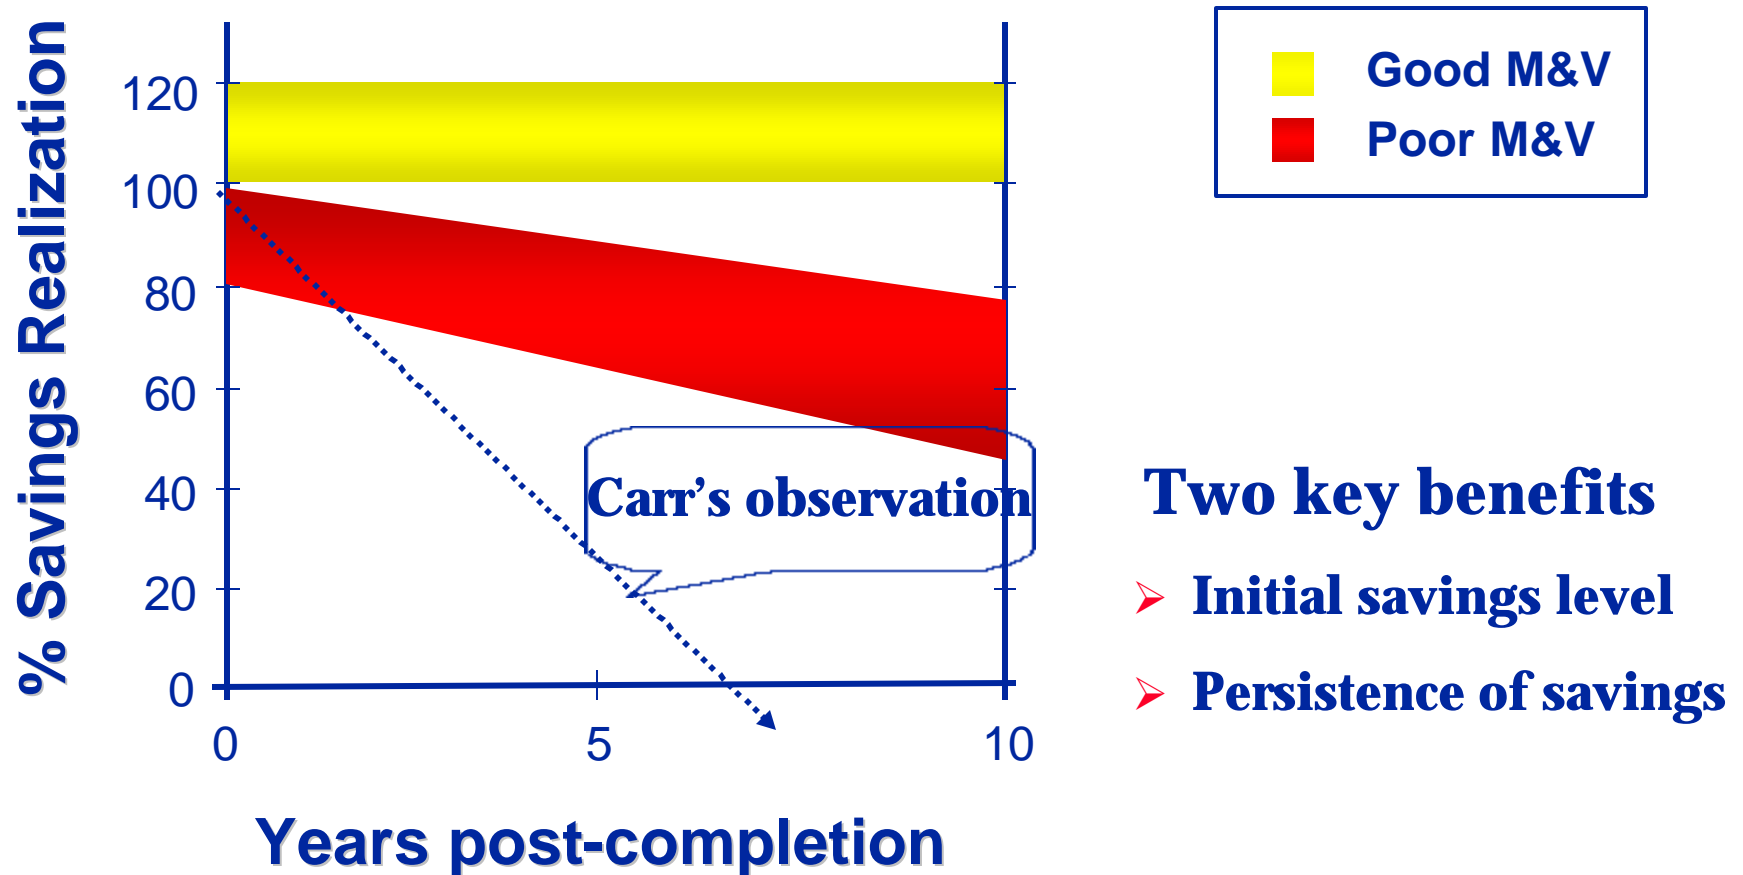 % Savings Realization
120
100
80
60
40
20
0
0 5 10
Years post-completion
Carr’s observation
Good M&V
Poor M&V
Two key benefits
Initial savings level
Persistence of savings